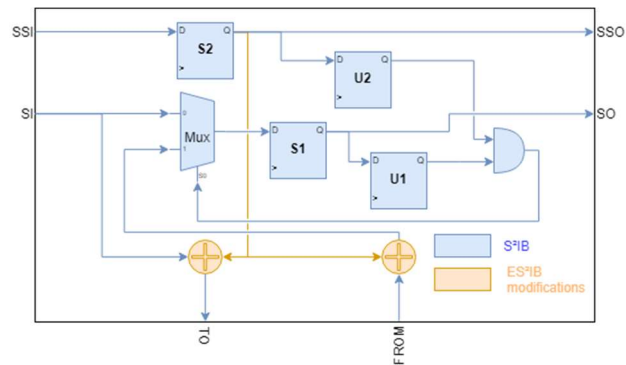 SSI
D
Q
S2
SSO
D
Q
U2
SI
SO
0
Mux
1
S0
D
Q
S1
D
Q
U1
S²IB
ES²IB
modifications
TO
FROM